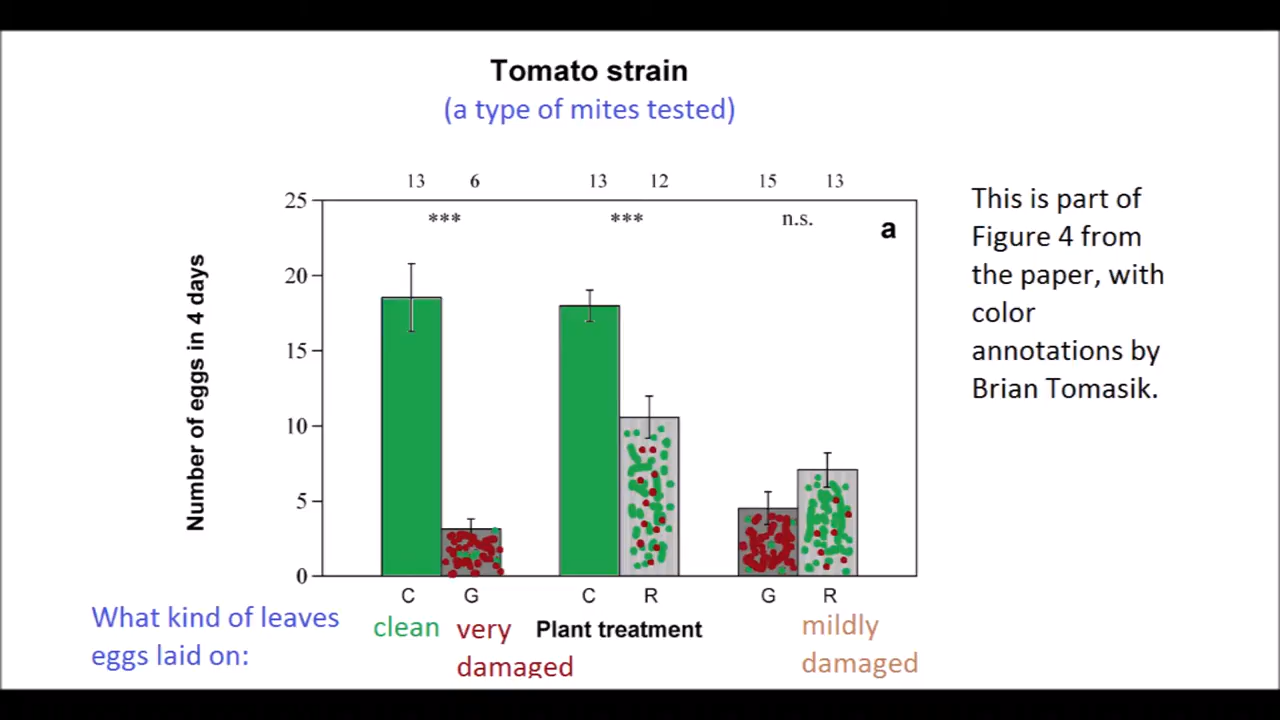 Tomato strain
(a type of mites tested)
13 6 13 12 15 13
25
*** *** n.s. a
20
15
10
5
0
Number of eggs in 4 days
C G C R G R
clean very Plant treatment mildly
damaged damaged
What kind of leaves
eggs laid on:
This is part of
Figure 4 from
the paper, with
color
annotations by
Brian Tomasik.